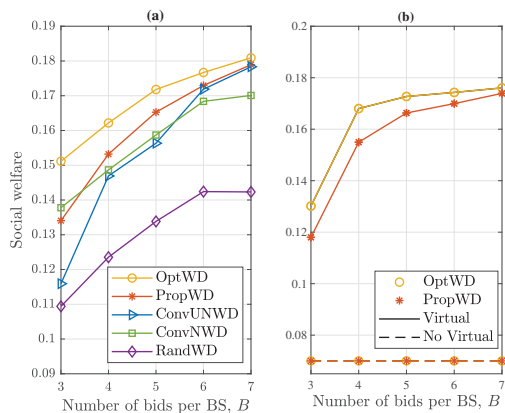 (a)
0.19
0.18
0.17
0.16
0.15
0.14
0.13
0.12
0.11
0.1
0.09
Social welfare
3
4
5
6
7
Number of bids per BS, B
OptWD
PropWD
ConvUNWD
ConvNWD
RandWD
(b)
0.2
0.18
0.16
0.14
0.12
0.1
0.08
3
4
5
6
7
Number of bids per BS, B
OptWD
PropWD
Virtual
No Virtual